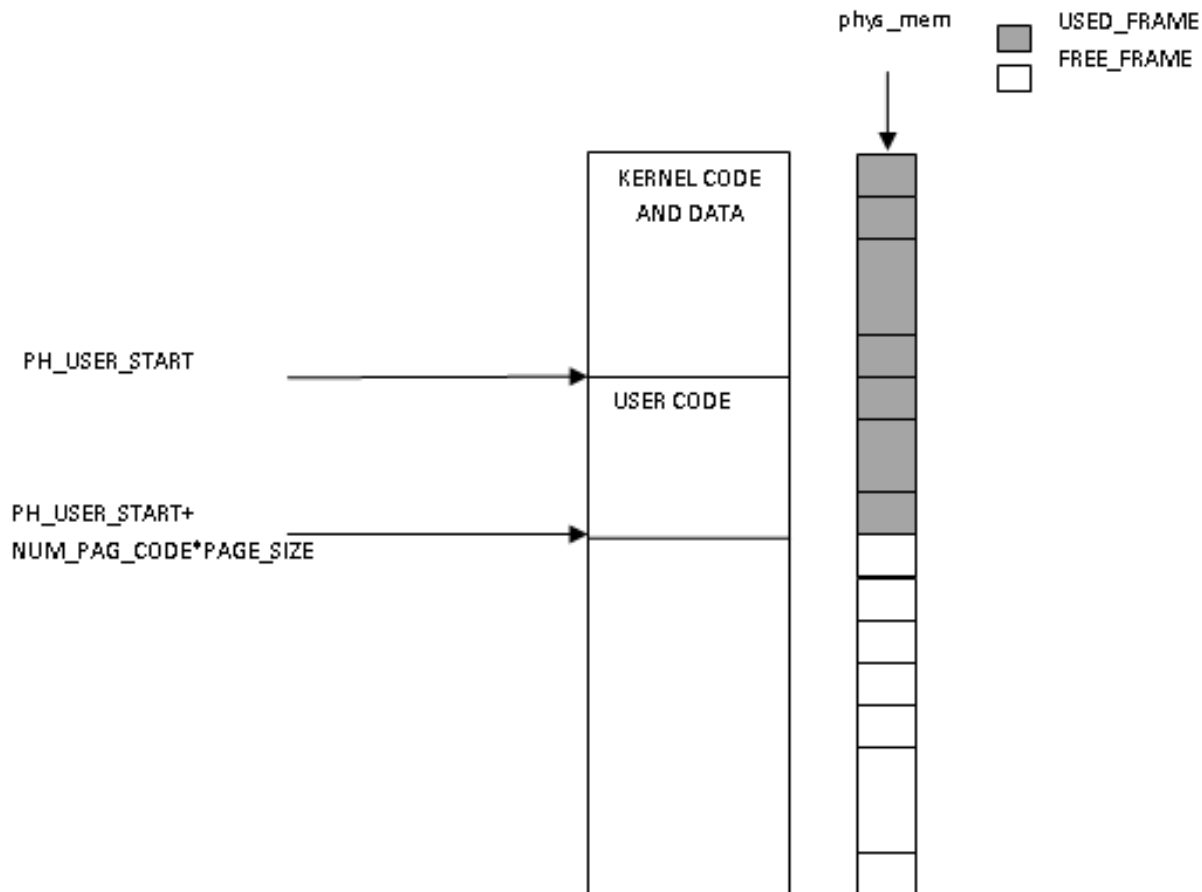 phys_mem
USED_FRAME
FREE_FRAME
KERNEL CODE
AND DATA
PH_USER_START
USER CODE
PH_USER_START+
NUM_PAG_CODE*PAGE_SIZE